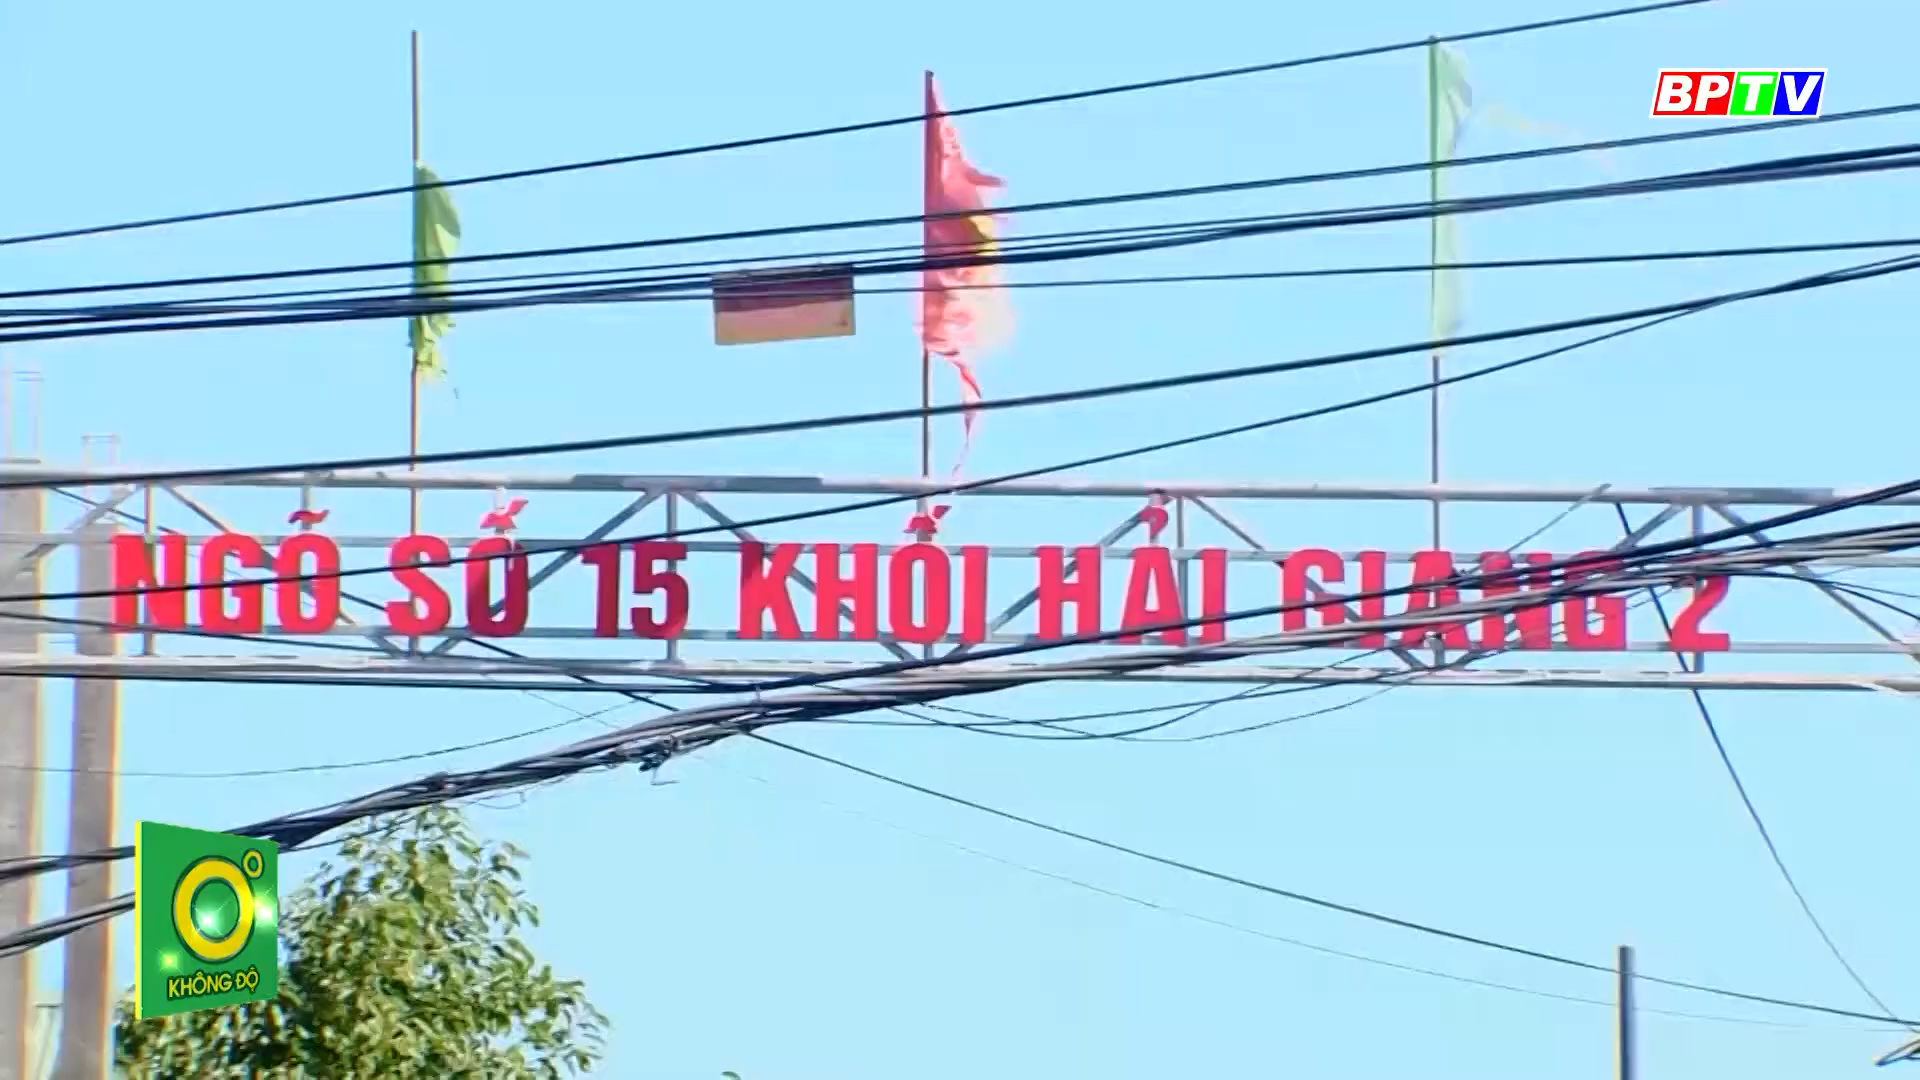 BPTV
NGÕ SỐ 15 KHỐI HẢI GIANG 2
KHÔNG ĐỘ